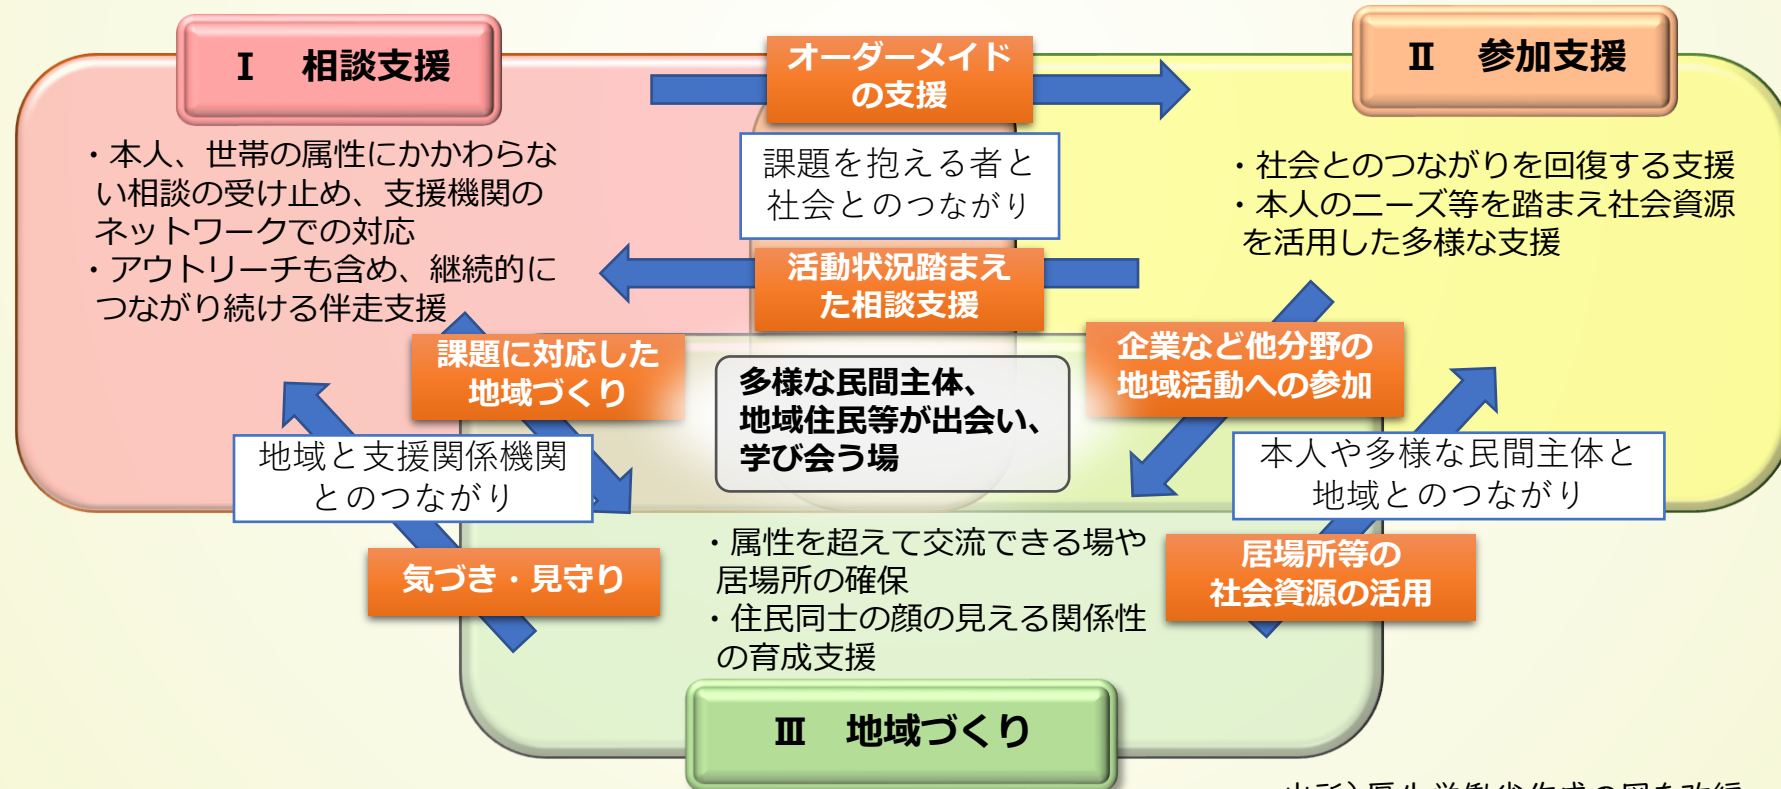 Ⅰ 相談支援
・本人、世帯の属性にかかわらな
い相談の受け止め、支援機関の
ネットワークでの対応
・アウトリーチも含め、継続的に
つながり続ける伴走支援
オーダーメイド
の支援
課題を抱える者と
社会とのつながり
活動状況踏まえ
た相談支援
Ⅱ 参加支援
・社会とのつながりを回復する支援
・本人のニーズ等を踏まえ社会資源
を活用した多様な支援
課題に対応した
地域づくり
地域と支援関係機関
とのつながり
気づき・見守り
多様な民間主体、
地域住民等が出会い、
学び会う場
企業など他分野の
地域活動への参加
本人や多様な民間主体と
地域とのつながり
居場所等の
社会資源の活用
・属性を超えて交流できる場や
居場所の確保
・住民同士の顔の見える関係性
の育成支援
Ⅲ 地域づくり
出所)厚生労働省作成の図を改編